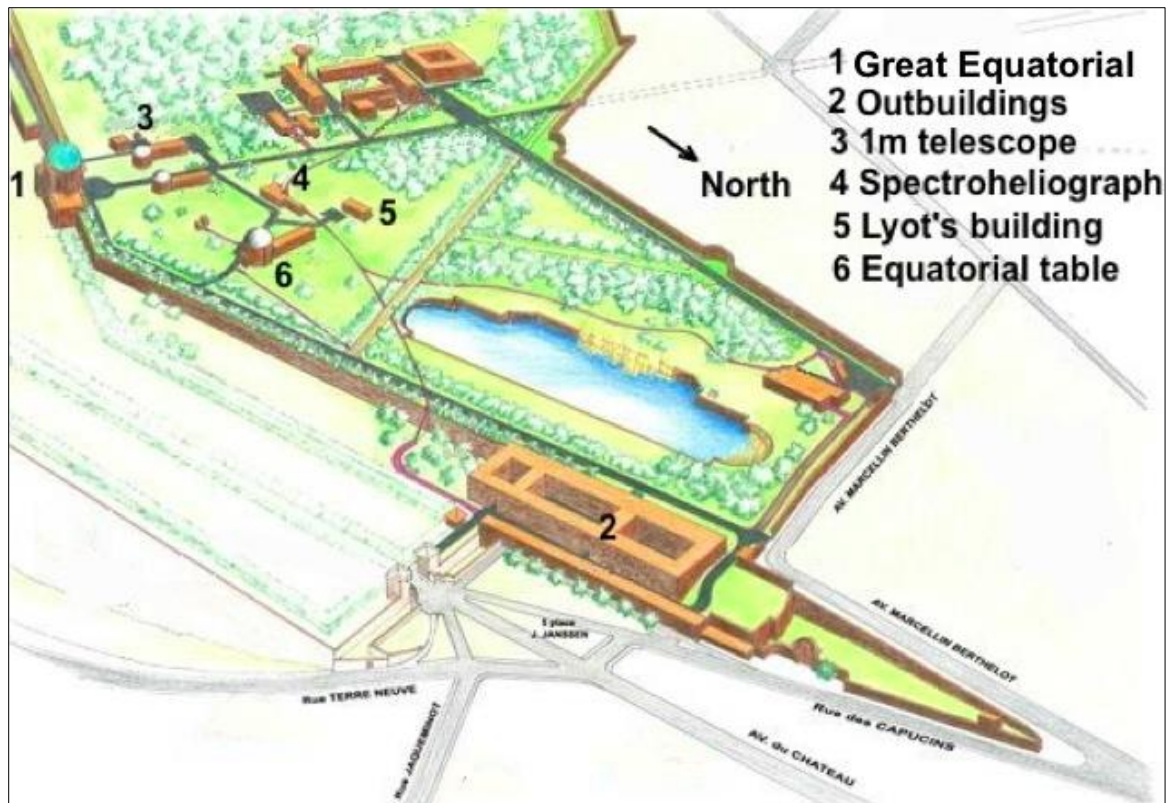 1 Great Equatorial
2 Outbuildings
3 1m telescope
4 Spectroheliograph
5 Lyot's building
6 Equatorial table
North
3
1
4
5
6
2
AV. MARCELLIN BERTHELOT
AV. MARCELLIN BERTHELOT
5 place
J. JANSSEN
Rue TERRE NEUVE
Rue JAQUEMINOT
AV. du CHATEAU
Rue des CAPUCINS